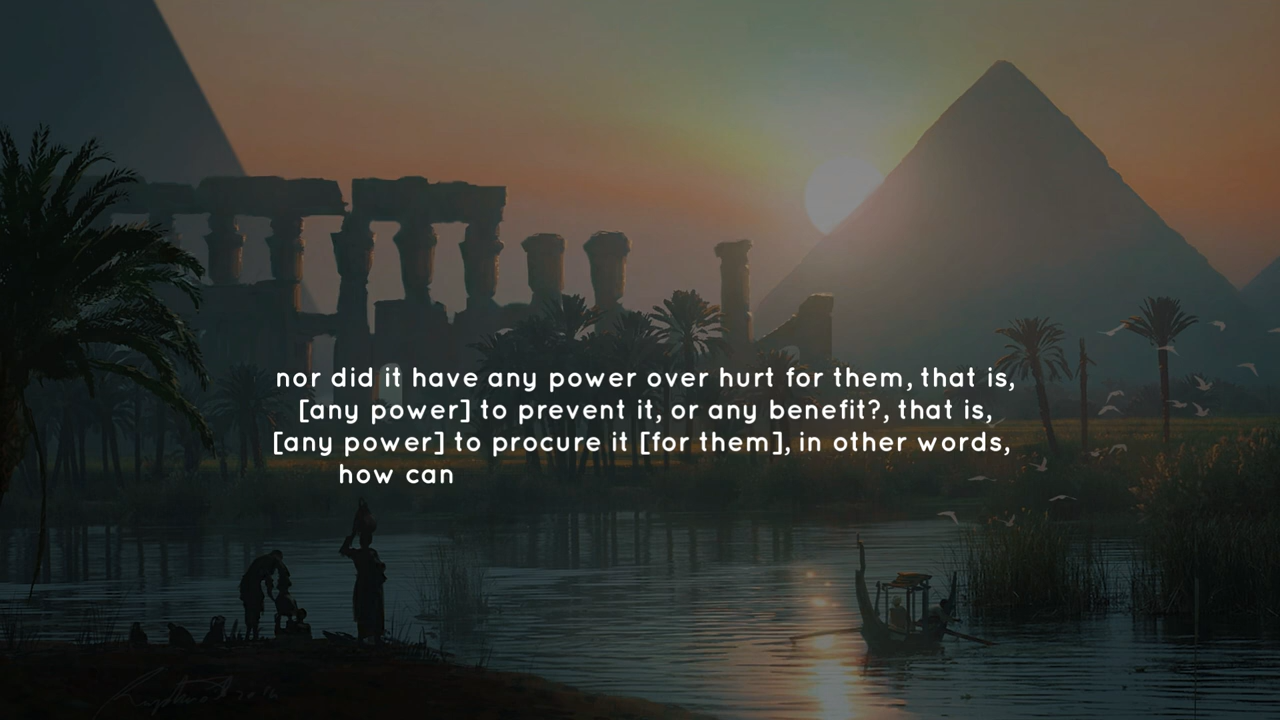 nor did it have any power over hurt for them, that is,
[any power] to prevent it, or any benefit?, that is,
[any power] to procure it [for them], in other words,
how can